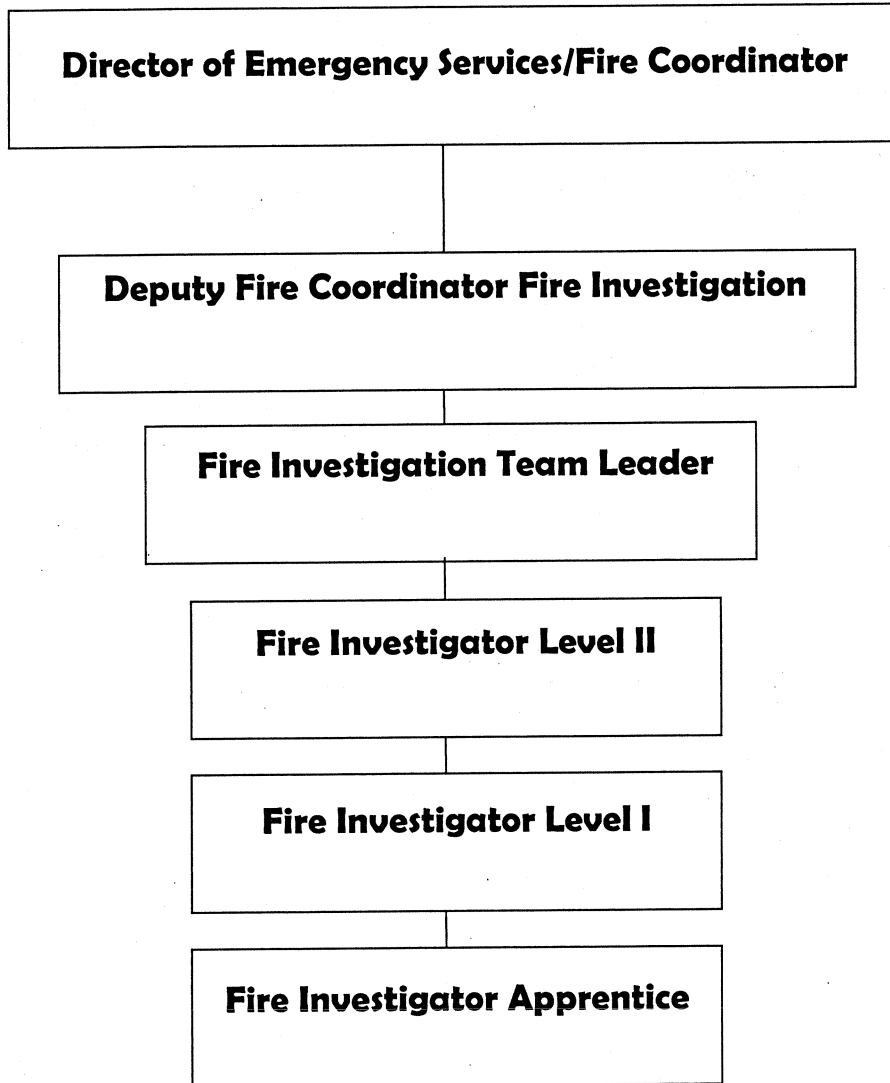 Director of Emergency Services/Fire Coordinator
Deputy Fire Coordinator Fire Investigation
Fire Investigation Team Leader
Fire Investigator Level II
Fire Investigator Level I
Fire Investigator Apprentice